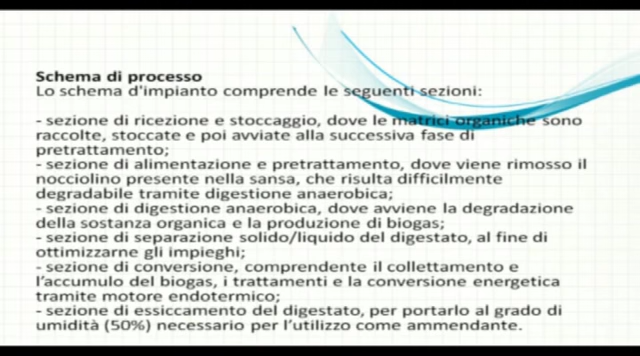 Schema di processo
Lo schema d'impianto comprende le seguenti sezioni:
- sezione di ricezione e stoccaggio, dove le matrici organiche sono
raccolte, stoccate e poi avviate alla successiva fase di
pretrattamento;
- sezione di alimentazione e pretrattamento, dove viene rimosso il
nocciolino presente nella sansa, che risulta difficilmente
degradabile tramite digestione anaerobica;
- sezione di digestione anaerobica, dove avviene la degradazione
della sostanza organica e la produzione di biogas;
- sezione di separazione solido/liquido del digestato, al fine di
ottimizzarne gli impieghi;
- sezione di conversione, comprendente il collettamento e
l'accumulo del biogas, i trattamenti e la conversione energetica
tramite motore endotermico;
- sezione di essiccamento del digestato, per portarlo al grado di
umidità (50%) necessario per l'utilizzo come ammendante.